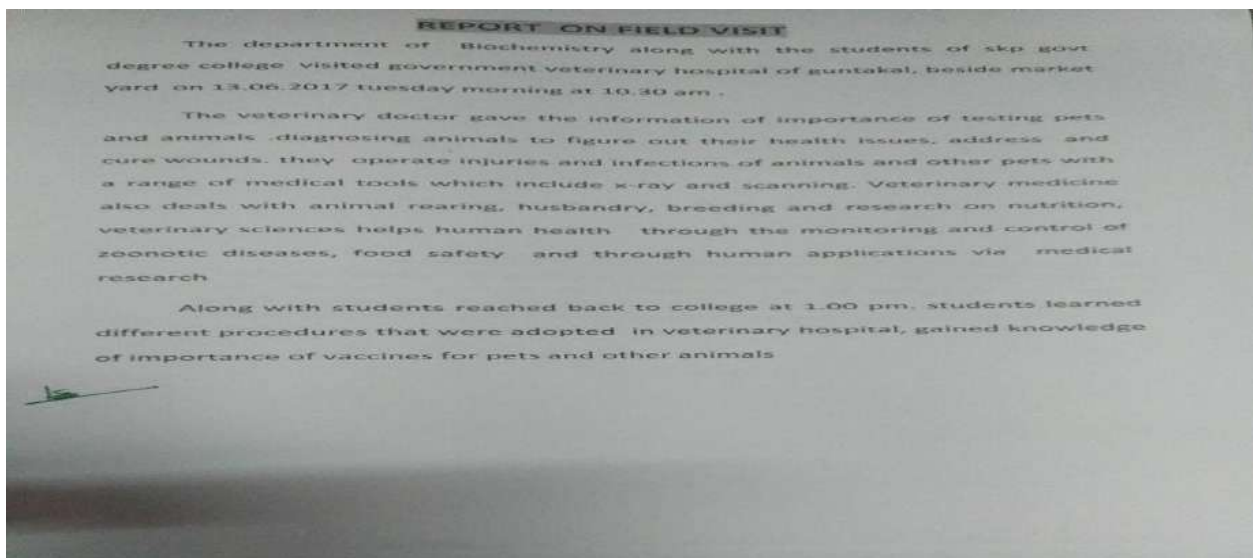 REPORT ON FIELD VISIT
The department of Biochemistry along with the students of skp govt
degree college visited government veterinary hospital of guntakal, beside market
yard on 13.06.2017 tuesday morning at 10.30 am .
The veterinary doctor gave the information of importance of testing pets
and animals .diagnosing animals to figure out their health issues, address and
cure wounds. they operate injuries and infections of animals and other pets with
a range of medical tools which include x-ray and scanning. Veterinary medicine
also deals with animal rearing, husbandry, breeding and research on nutrition,
veterinary sciences helps human health through the monitoring and control of
zoonotic diseases, food safety and through human applications via medical
research
Along with students reached back to college at 1.00 pm. students learned
different procedures that were adopted in veterinary hospital, gained knowledge
of importance of vaccines for pets and other animals